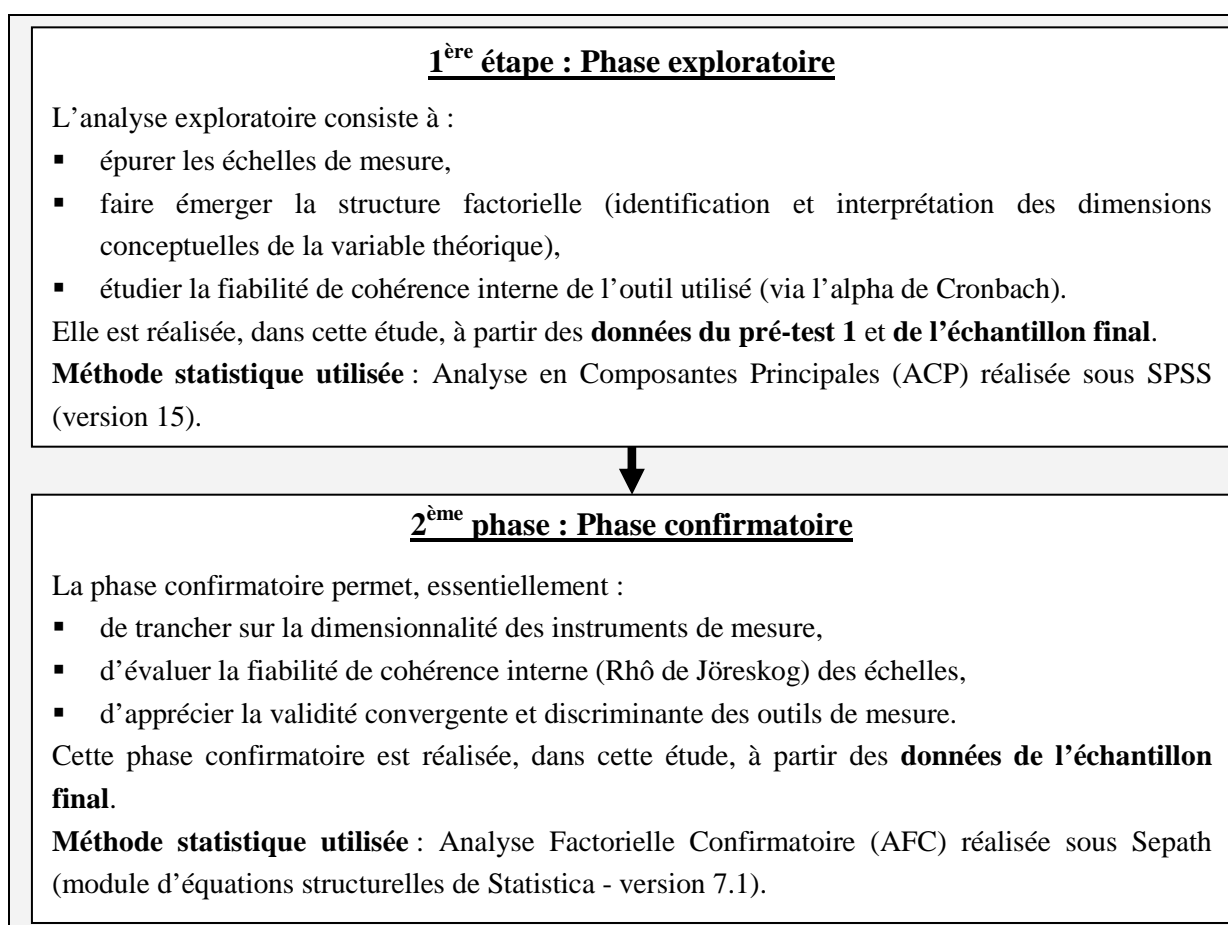 1ère étape : Phase exploratoire
L’analyse exploratoire consiste à :
▪ épurer les échelles de mesure,
▪ faire émerger la structure factorielle (identification et interprétation des dimensions
conceptuelles de la variable théorique),
▪ étudier la fiabilité de cohérence interne de l’outil utilisé (via l’alpha de Cronbach).
Elle est réalisée, dans cette étude, à partir des données du pré-test 1 et de l’échantillon final.
Méthode statistique utilisée : Analyse en Composantes Principales (ACP) réalisée sous SPSS
(version 15).
2ème phase : Phase confirmatoire
La phase confirmatoire permet, essentiellement :
▪ de trancher sur la dimensionnalité des instruments de mesure,
▪ d’évaluer la fiabilité de cohérence interne (Rhô de Jöreskog) des échelles,
▪ d’apprécier la validité convergente et discriminante des outils de mesure.
Cette phase confirmatoire est réalisée, dans cette étude, à partir des données de l’échantillon
final.
Méthode statistique utilisée : Analyse Factorielle Confirmatoire (AFC) réalisée sous Sepath
(module d’équations structurelles de Statistica - version 7.1).